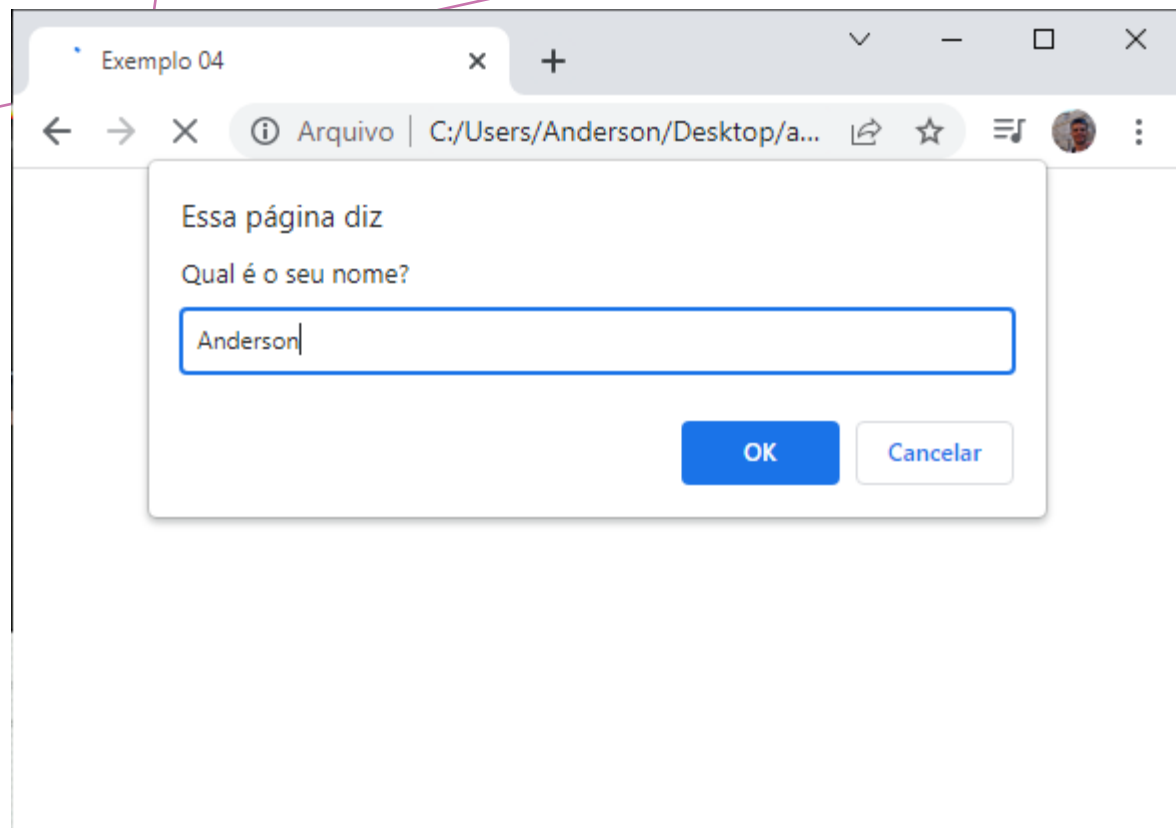 Exemplo 04
Arquivo | C:/Users/Anderson/Desktop/a...
Essa página diz
Qual é o seu nome?
Anderson
OK Cancelar